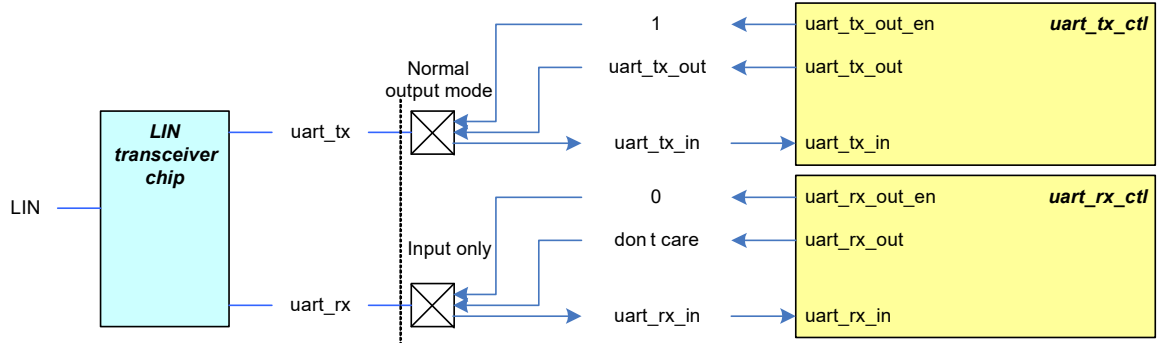 1
uart_tx_out_en
uart_tx_ctl
Normal
output mode
uart_tx_out
uart_tx_out
LIN
transceiver
chip
uart_tx
uart_tx_in
uart_tx_in
LIN
0
uart_rx_out_en
uart_rx_ctl
Input only
don t care
uart_rx_out
uart_rx
uart_rx_in
uart_rx_in